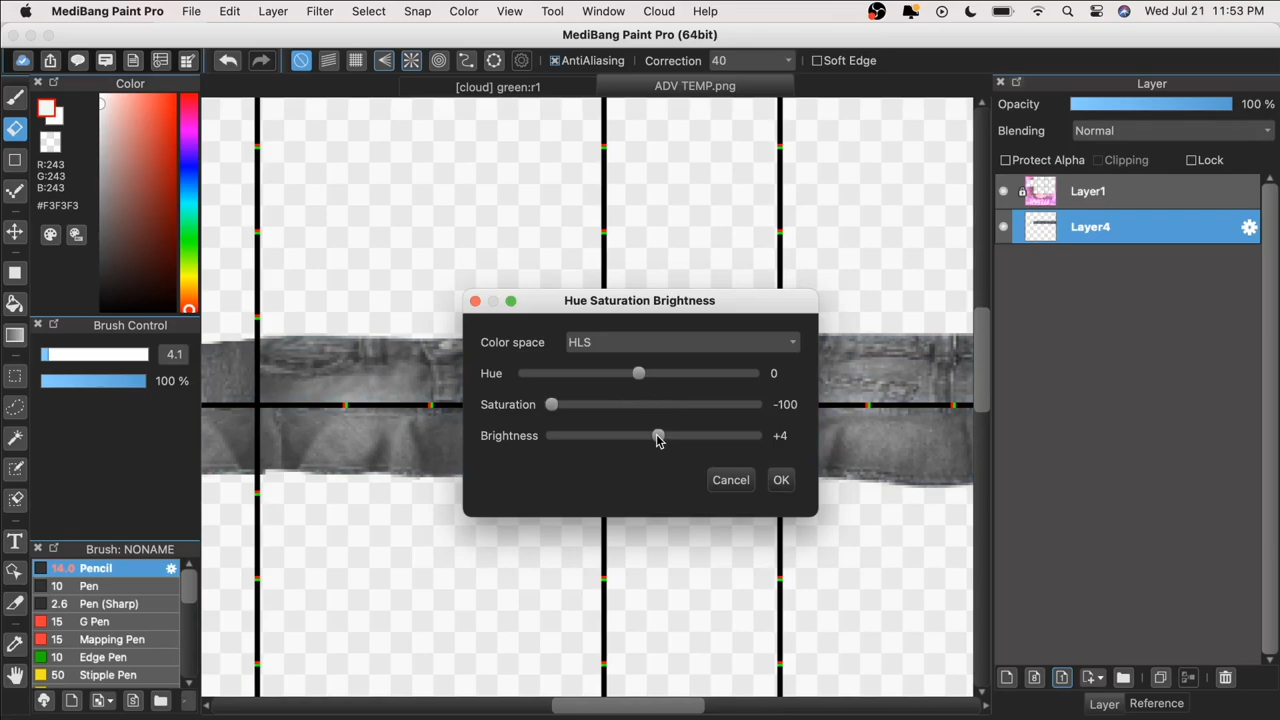 MediBang Paint Pro File Edit Layer Filter Select Snap Color View Tool Window Cloud Help Wed Jul 21 11:53 PM
MediBang Paint Pro (64bit)
AntiAliasing Correction 40 Soft Edge
Color
[cloud] green:r1 ADV TEMP.png
Layer
Opacity 100 %
Blending Normal
Protect Alpha Clipping Lock
R:243
G:243
B:243
#F3F3F3
Layer1
Layer4
Brush Control
4.1
100 %
Hue Saturation Brightness
Color space HLS
Hue 0
Saturation -100
Brightness +4
Cancel OK
Brush: NONAME
14.0 Pencil
10 Pen
2.6 Pen (Sharp)
15 G Pen
15 Mapping Pen
10 Edge Pen
50 Stipple Pen
Layer Reference